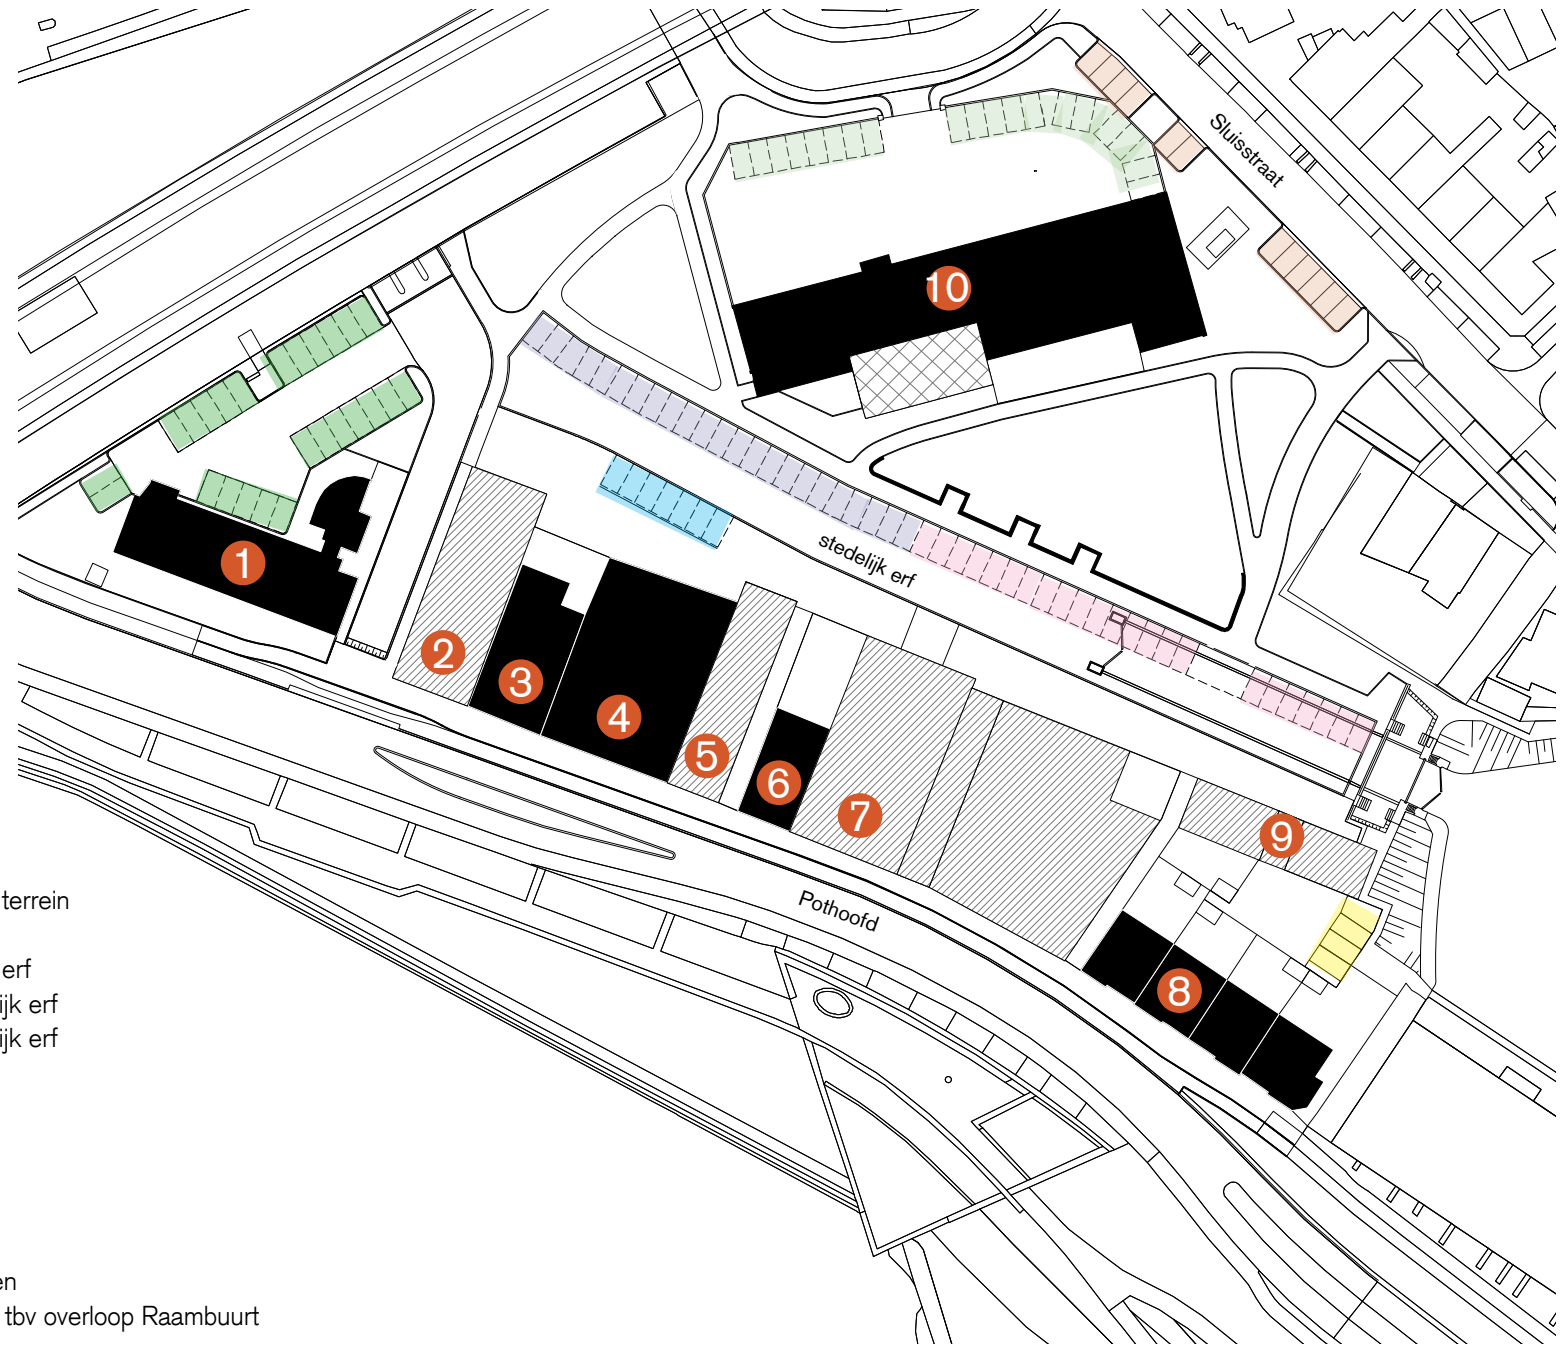 Sluisstraat
10
stedelijk erf
1
2
3
4
5
6
7
9
8
Pothoofd
terrein
erf
ijk erf
ijk erf
en
tbv overloop Raambuurt